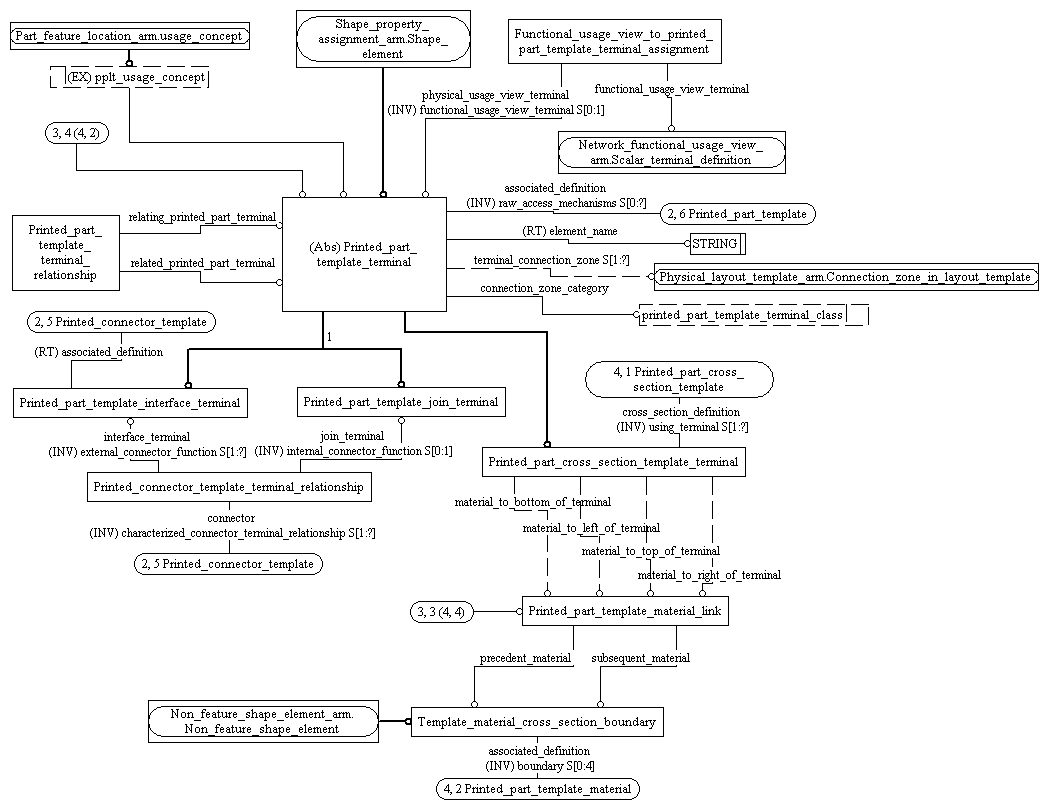 Part_feature_location_arm.usage_concept
(EX) pplt_usage_concept
3, 4 (4, 2)
Shape_property_
assignment_arm.Shape_
element
Functional_usage_view_to_printed_
part_template_terminal_assignment
physical_usage_view_terminal
(INV) functional_usage_view_terminal S[0:1]
functional_usage_view_terminal
Network_functional_usage_view_
arm.Scalar_terminal_definition
Printed_part_
template_
terminal_
relationship
relating_printed_part_terminal
related_printed_part_terminal
(Abs) Printed_part_
template_terminal
associated_definition
(INV) raw_access_mechanisms S[0:?]
2, 6 Printed_part_template
(RT) element_name
STRING
terminal_connection_zone S[1:?]
Physical_layout_template_arm.Connection_zone_in_layout_template
connection_zone_category
printed_part_template_terminal_class
2, 5 Printed_connector_template
(RT) associated_definition
1
Printed_part_template_interface_terminal
Printed_part_template_join_terminal
4, 1 Printed_part_cross_
section_template
cross_section_definition
(INV) using_terminal S[1:?]
interface_terminal
(INV) external_connector_function S[1:?]
join_terminal
(INV) internal_connector_function S[0:1]
Printed_part_cross_section_template_terminal
Printed_connector_template_terminal_relationship
connector
(INV) characterized_connector_terminal_relationship S[1:?]
2, 5 Printed_connector_template
material_to_bottom_of_terminal
material_to_left_of_terminal
material_to_top_of_terminal
material_to_right_of_terminal
3, 3 (4, 4)
Printed_part_template_material_link
precedent_material
subsequent_material
Non_feature_shape_element_arm.
Non_feature_shape_element
Template_material_cross_section_boundary
associated_definition
(INV) boundary S[0:4]
4, 2 Printed_part_template_material